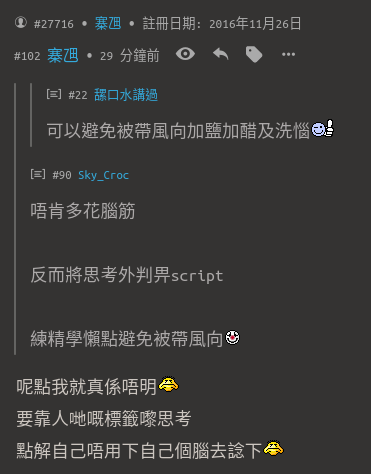 #27716 • 寨卍 • 註冊日期: 2016年11月26日
#102 寨卍 • 29 分鐘前
#22 騷口水講過
可以避免被帶風向加鹽加醋及洗惱
#90 Sky_Croc
唔肯多花腦筋
反而將思考外判畀script
練精學懶點避免被帶風向
呢點我就真係唔明
要靠人哋嘅標籤嚟思考
點解自己唔用下自己個腦去諗下